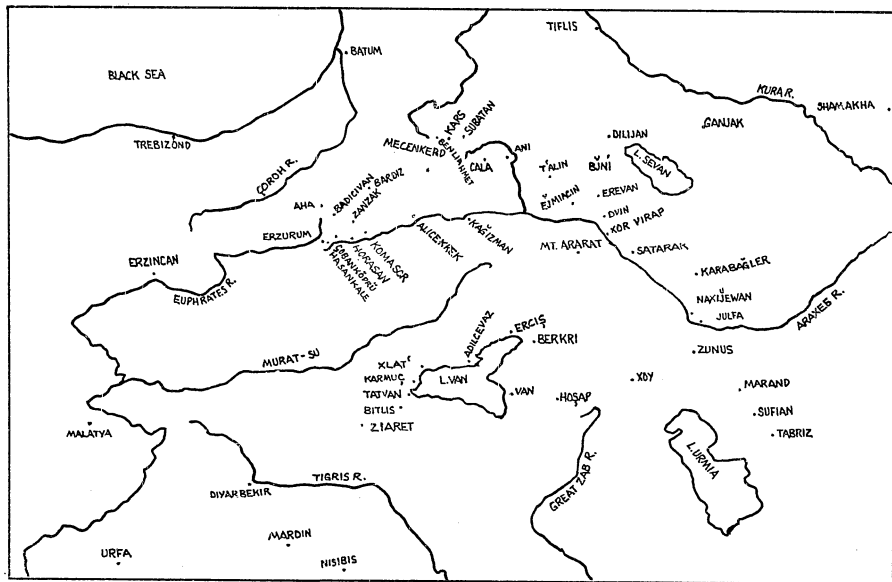 TIFLIS
BATUM
BLACK SEA
KURA R.
SHAMAKHA
GANJAK
TREBIZOND
KARS
SUBATAN
BENLIAHMET
DILIJAN
MECENKERD
CALA
ANI
BǓNÍ
L. SEVAN
T'ALIN
ÇOROH R.
BARDIZ
BADICIVAN
ZANZAK
EJMIACIN
EREVAN
AHA
DVIN
XOR VIRAP
ERZURUM
ALICEKREK
KAĞIZMAN
KOMASOR
HORASAN
ÇOBANKÖPRÜ
HASANKALE
MT. ARARAT
SATARAK
ERZINCAN
KARABAĞLER
EUPHRATES R.
NAXIJEWAN
JULFA
ARAXES R.
ERCIŞ
ADILCEVAZ
BERKRI
ZUNUS
MURAT-SU
XLAT'
KARMUÇ
L. VAN
TATVAN
VAN
HOŞAP
XOY
MARAND
BITLIS
SUFIAN
MALATYA
ZIARET
TABRIZ
L. URMIA
TIGRIS R.
GREAT ZAB R.
DIYARBEKIR
MARDIN
URFA
NISIBIS